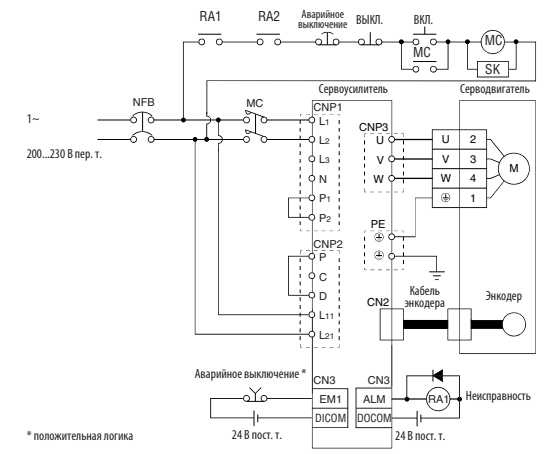 RA1 RA2 Аварийное выключение ВЫКЛ. ВКЛ.
MC
MC
SK
Сервоусилитель Серводвигатель
NFB MC CNP1
1~
200...230 В пер. т.
L1
L2
L3
N
P1
P2
CNP3
U
V
W
U 2
V 3
W 4
1
M
PE
CNP2
P
C
D
L11
L21
CN2
Кабель энкодера
Энкодер
Аварийное выключение *
CN3 CN3
EM1 ALM
DICOM DOCOM
RA1
Неисправность
24 В пост. т. 24 В пост. т.
* положительная логика